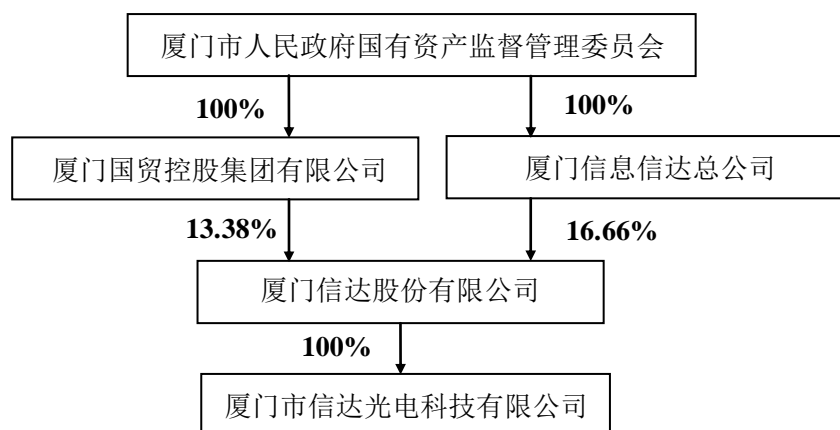 厦门市人民政府国有资产监督管理委员会
100%
100%
厦门国贸控股集团有限公司
厦门信息信达总公司
13.38%
16.66%
厦门信达股份有限公司
100%
厦门市信达光电科技有限公司